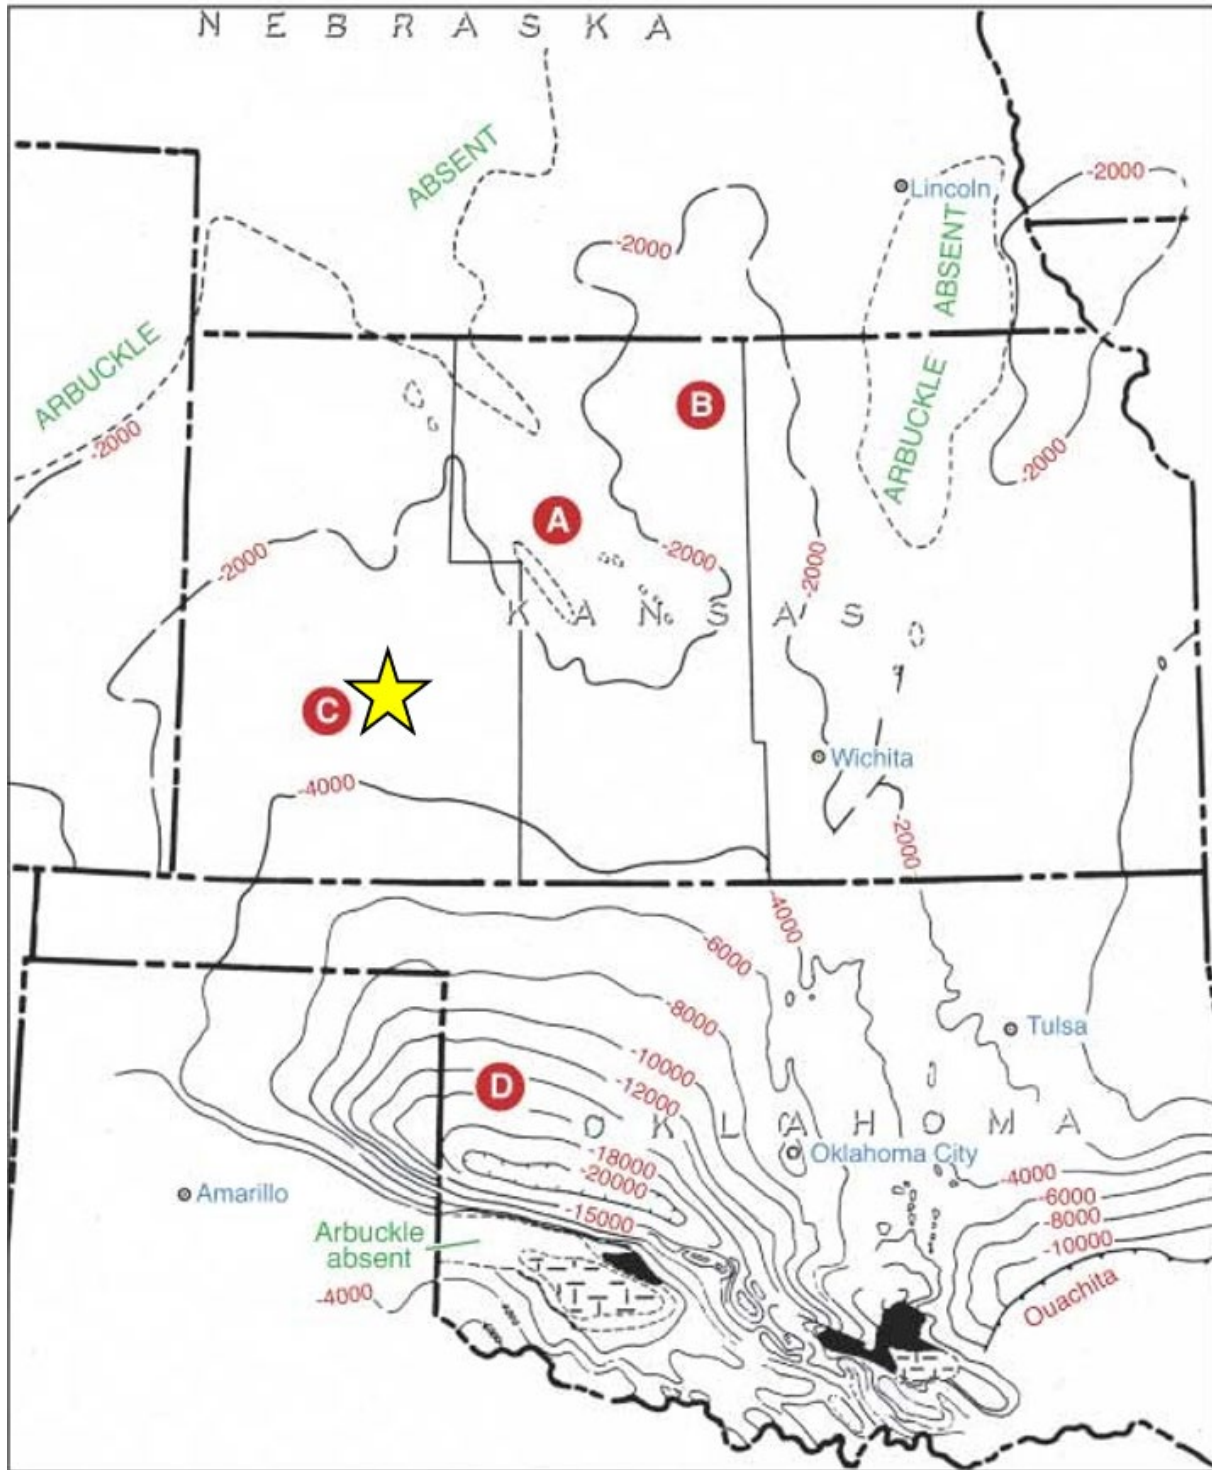 NEBRASKA
ABSENT
-2000
Lincoln
-2000
ABSENT
ARBUCKLE
-2000
B
ARBUCKLE
-2000
A
-2000
-2000
-2000
KANSAS
C
Wichita
-4000
-2000
-4000
-6000
-8000
Tulsa
-10000
D
-12000
OKLAHOMA
-18000
Oklahoma City
-20000
-4000
Amarillo
-6000
-15000
-8000
Arbuckle
absent
-10000
-4000
Ouachita